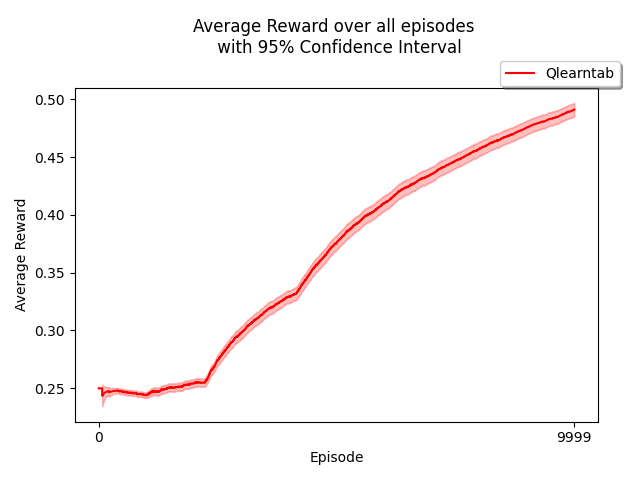 Average Reward over all episodes
with 95% Confidence Interval
Qlearntab
0.50
0.45
0.40
0.35
0.30
0.25
Average Reward
0
9999
Episode